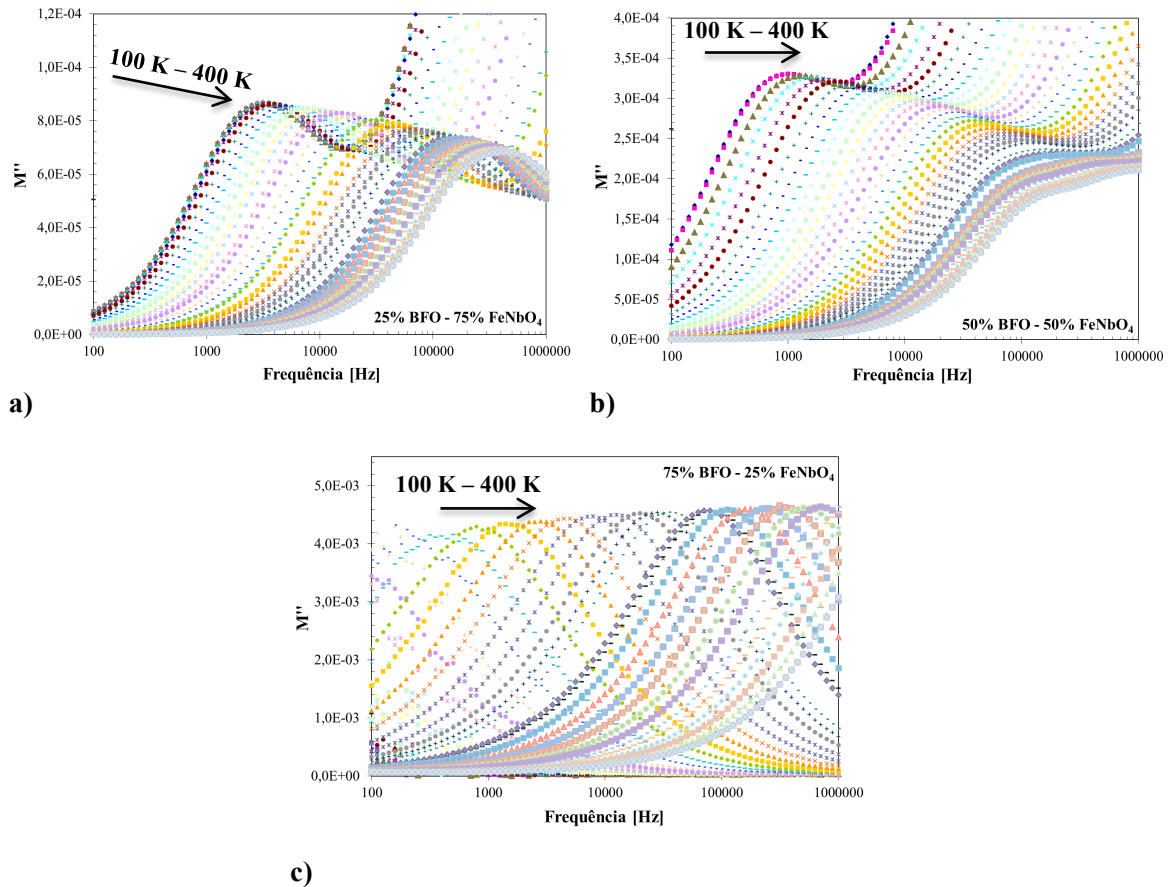 1,2E-04
1,0E-04
8,0E-05
6,0E-05
4,0E-05
2,0E-05
0,0E+00
M''
100 K – 400 K
25% BFO - 75% FeNbO4
100 1000 10000 100000 1000000
Frequência [Hz]
a)
4,0E-04
3,5E-04
3,0E-04
2,5E-04
2,0E-04
1,5E-04
1,0E-04
5,0E-05
0,0E+00
M''
100 K – 400 K
50% BFO - 50% FeNbO4
100 1000 10000 100000 1000000
Frequência [Hz]
b)
5,0E-03
4,0E-03
3,0E-03
2,0E-03
1,0E-03
0,0E+00
M''
75% BFO - 25% FeNbO4
100 K – 400 K
100 1000 10000 100000 1000000
Frequência [Hz]
c)